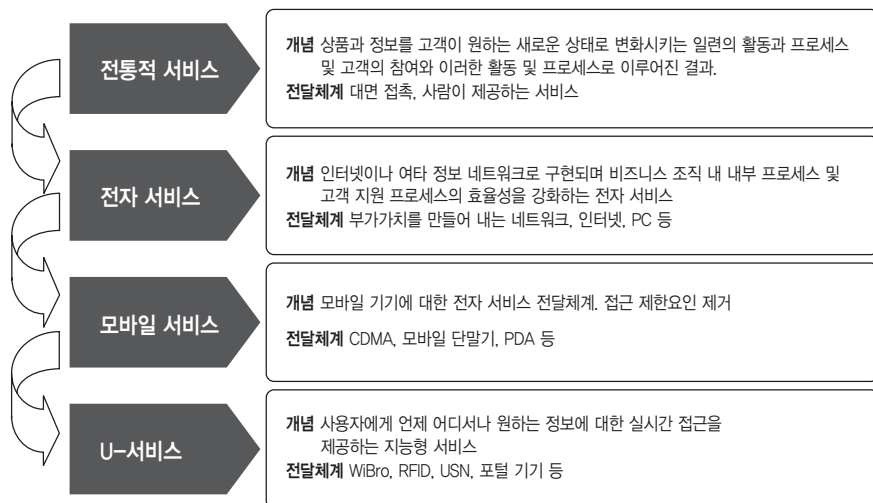 전통적 서비스
개념 상품과 정보를 고객이 원하는 새로운 상태로 변화시키는 일련의 활동과 프로세스
및 고객의 참여와 이러한 활동 및 프로세스로 이루어진 결과.
전달체계 대면 접촉, 사람이 제공하는 서비스
전자 서비스
개념 인터넷이나 여타 정보 네트워크로 구현되며 비즈니스 조직 내 내부 프로세스 및
고객 지원 프로세스의 효율성을 강화하는 전자 서비스
전달체계 부가가치를 만들어 내는 네트워크, 인터넷, PC 등
모바일 서비스
개념 모바일 기기에 대한 전자 서비스 전달체계. 접근 제한요인 제거
전달체계 CDMA, 모바일 단말기, PDA 등
U-서비스
개념 사용자에게 언제 어디서나 원하는 정보에 대한 실시간 접근을
제공하는 지능형 서비스
전달체계 WiBro, RFID, USN, 포털 기기 등